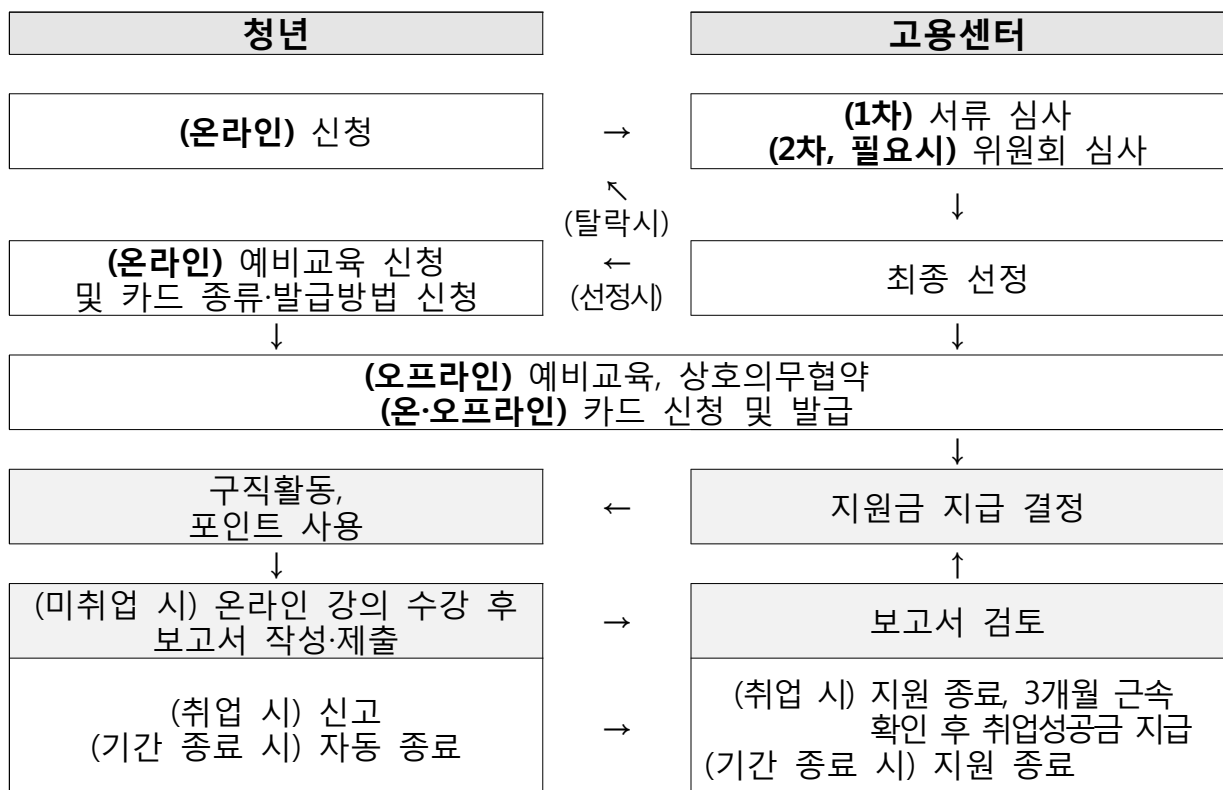 청년
고용센터
(온라인) 신청
→
(1차) 서류 심사
(2차, 필요시) 위원회 심사
↖
(탈락시)
↓
(온라인) 예비교육 신청
및 카드 종류·발급방법 신청
←
(선정시)
최종 선정
↓
↓
(오프라인) 예비교육, 상호의무협약
(온·오프라인) 카드 신청 및 발급
↓
구직활동,
포인트 사용
←
지원금 지급 결정
↓
↑
(미취업 시) 온라인 강의 수강 후
보고서 작성·제출
→
보고서 검토
(취업 시) 신고
(기간 종료 시) 자동 종료
→
(취업 시) 지원 종료, 3개월 근속
확인 후 취업성공금 지급
(기간 종료 시) 지원 종료